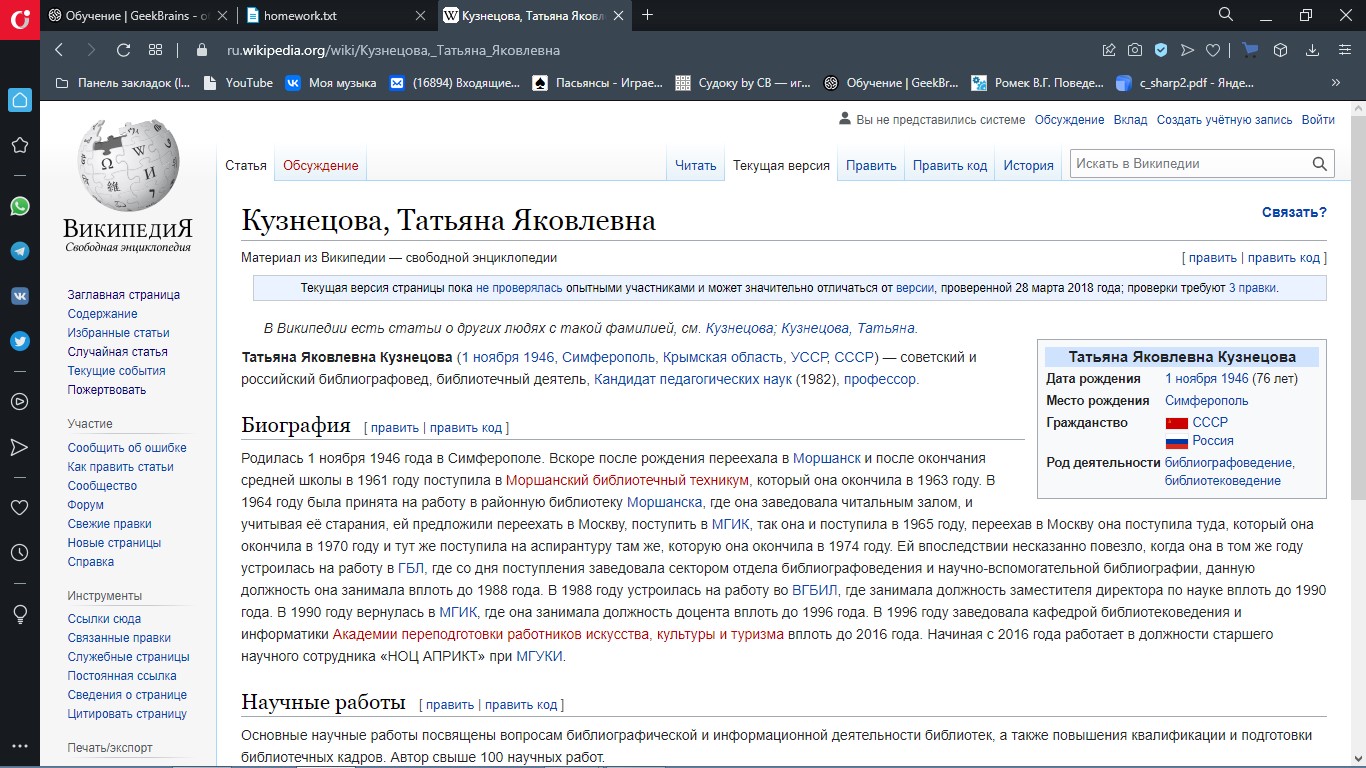 Обучение | GeekBrains - о
homework.txt
Кузнецова, Татьяна Яковл
ru.wikipedia.org/wiki/Кузнецова,_Татьяна_Яковлевна
Панель закладок (I...
YouTube
Моя музыка
(16894) Входящие...
Пасьянсы - Играе...
Судоку by СВ — иг...
Обучение | GeekBr...
Ромек В.Г. Поведе...
c_sharp2.pdf - Янде...
Вы не представились системе
Обсуждение
Вклад
Создать учётную запись
Войти
Статья
Обсуждение
Читать
Текущая версия
Править
Править код
История
Искать в Википедии
ВикипедиЯ
Свободная энциклопедия
Заглавная страница
Содержание
Избранные статьи
Случайная статья
Текущие события
Пожертвовать
Участие
Сообщить об ошибке
Как править статьи
Сообщество
Форум
Свежие правки
Новые страницы
Справка
Инструменты
Ссылки сюда
Связанные правки
Служебные страницы
Постоянная ссылка
Сведения о странице
Цитировать страницу
Печать/экспорт
Кузнецова, Татьяна Яковлевна
Связать?
Материал из Википедии — свободной энциклопедии
[ править | править код ]
Текущая версия страницы пока не проверялась опытными участниками и может значительно отличаться от версии, проверенной 28 марта 2018 года; проверки требуют 3 правки.
В Википедии есть статьи о других людях с такой фамилией, см. Кузнецова; Кузнецова, Татьяна.
Татьяна Яковлевна Кузнецова (1 ноября 1946, Симферополь, Крымская область, УССР, СССР) — советский и
российский библиографовед, библиотечный деятель, Кандидат педагогических наук (1982), профессор.
Татьяна Яковлевна Кузнецова
Дата рождения 1 ноября 1946 (76 лет)
Место рождения Симферополь
Гражданство СССР
Россия
Род деятельности библиографоведение,
библиотековедение
Биография [ править | править код ]
Родилась 1 ноября 1946 года в Симферополе. Вскоре после рождения переехала в Моршанск и после окончания
средней школы в 1961 году поступила в Моршанский библиотечный техникум, который она окончила в 1963 году. В
1964 году была принята на работу в районную библиотеку Моршанска, где она заведовала читальным залом, и
учитывая её старания, ей предложили переехать в Москву, поступить в МГИК, так она и поступила в 1965 году, переехав в Москву она поступила туда, который она
окончила в 1970 году и тут же поступила на аспирантуру там же, которую она окончила в 1974 году. Ей впоследствии несказанно повезло, когда она в том же году
устроилась на работу в ГБЛ, где со дня поступления заведовала сектором отдела библиографоведения и научно-вспомогательной библиографии, данную
должность она занимала вплоть до 1988 года. В 1988 году устроилась на работу во ВГБИЛ, где занимала должность заместителя директора по науке вплоть до 1990
года. В 1990 году вернулась в МГИК, где она занимала должность доцента вплоть до 1996 года. В 1996 году заведовала кафедрой библиотековедения и
информатики Академии переподготовки работников искусства, культуры и туризма вплоть до 2016 года. Начиная с 2016 года работает в должности старшего
научного сотрудника «НОЦ АПРИКТ» при МГУКИ.
Научные работы [ править | править код ]
Основные научные работы посвящены вопросам библиографической и информационной деятельности библиотек, а также повышения квалификации и подготовки
библиотечных кадров. Автор свыше 100 научных работ.